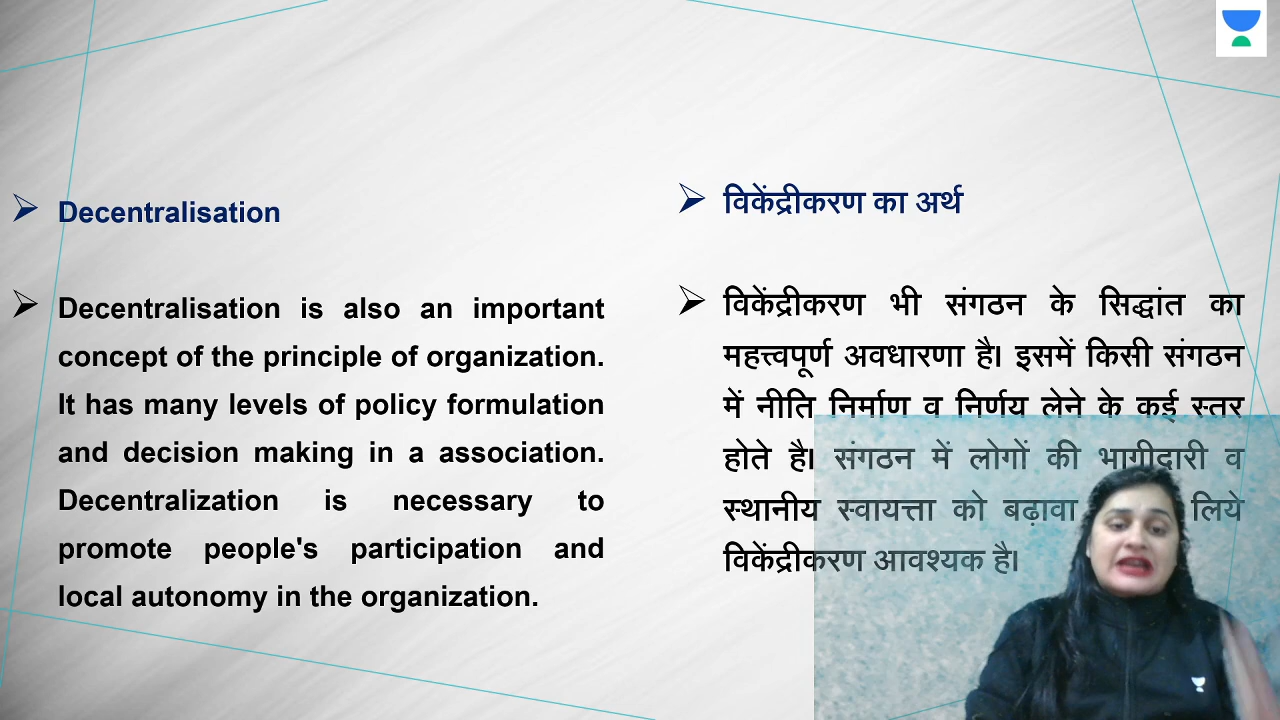 Decentralisation
Decentralisation is also an important
concept of the principle of organization.
It has many levels of policy formulation
and decision making in a association.
Decentralization is necessary to
promote people's participation and
local autonomy in the organization.
विकेंद्रीकरण का अर्थ
विकेंद्रीकरण भी संगठन के सिद्धांत का
महत्त्वपूर्ण अवधारणा है। इसमें किसी संगठन
में नीति निर्माण व निर्णय लेने के कई स्तर
होते है। संगठन में लोगों की भागीदारी व
स्थानीय स्वायत्ता को बढ़ावा लिये
विकेंद्रीकरण आवश्यक है।